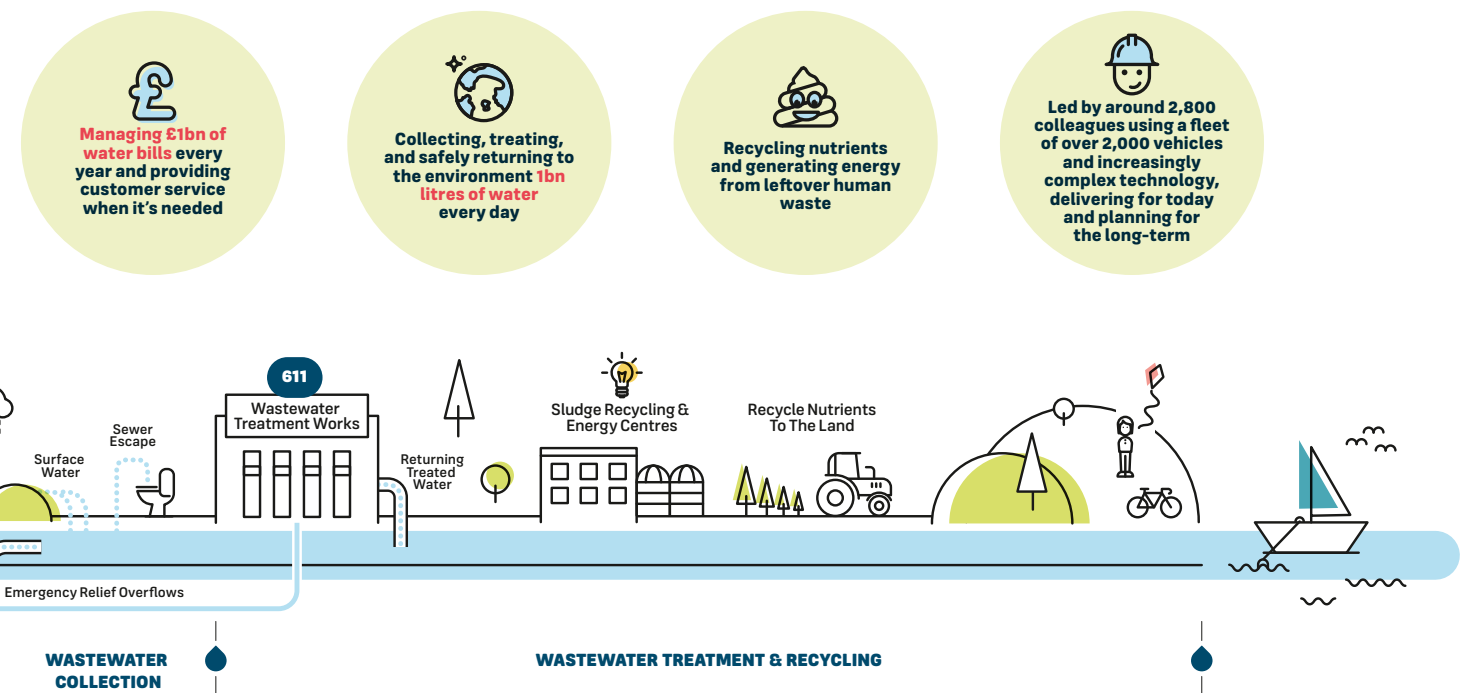 Managing £1bn of
water bills every
year and providing
customer service
when it's needed
Collecting, treating,
and safely returning to
the environment 1bn
litres of water
every day
Recycling nutrients
and generating energy
from leftover human
waste
Led by around 2,800
colleagues using a fleet
of over 2,000 vehicles
and increasingly
complex technology,
delivering for today
and planning for
the long-term
Surface
Water
Sewer
Escape
611
Wastewater
Treatment Works
Returning
Treated
Water
Sludge Recycling &
Energy Centres
Recycle Nutrients
To The Land
Emergency Relief Overflows
WASTEWATER
COLLECTION
WASTEWATER TREATMENT & RECYCLING